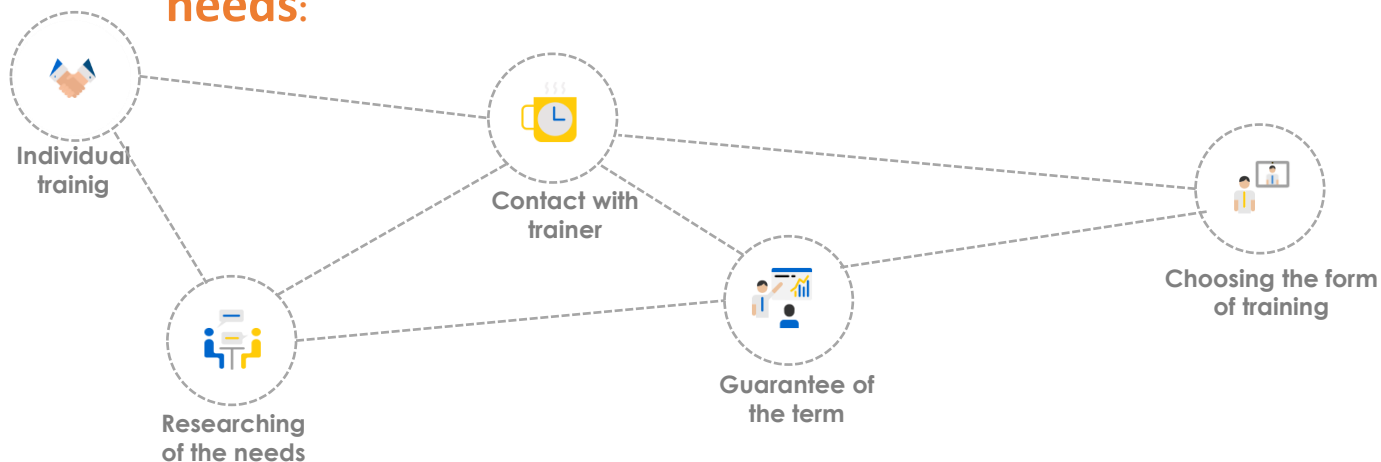 needs:
Individual
trainig
Contact with
trainer
Choosing the form
of training
Guarantee of
the term
Researching
of the needs